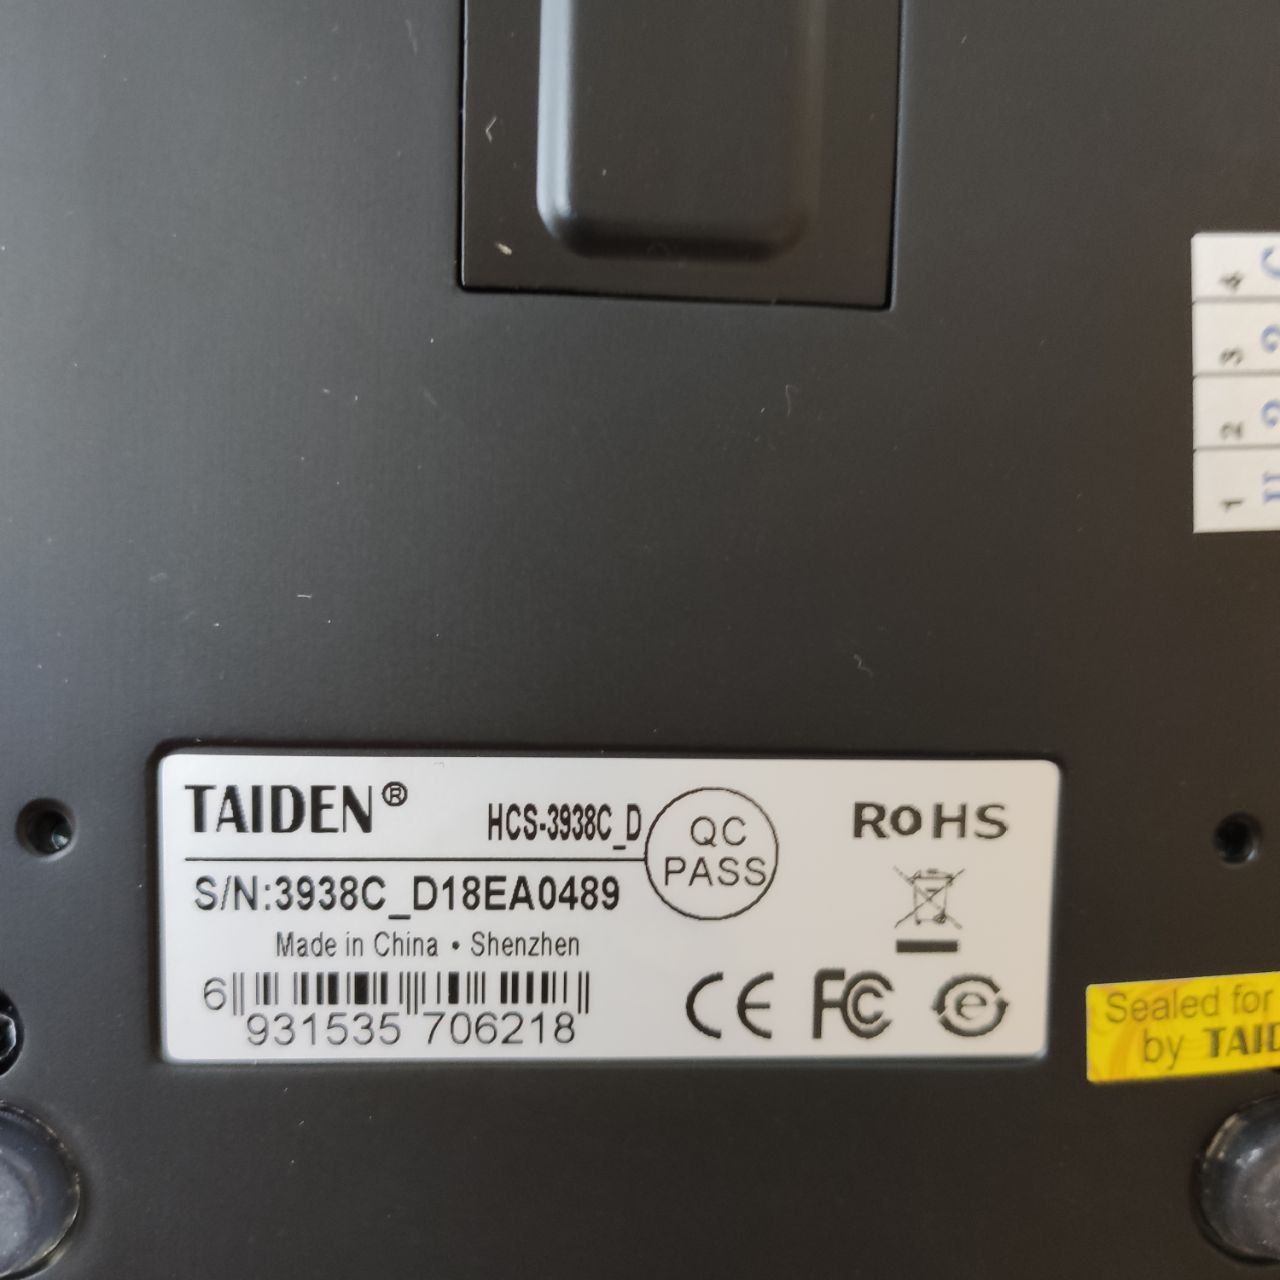 TAIDEN®
HCS-3938C_D
QC
PASS
S/N:3938C_D18EA0489
Made in China • Shenzhen
6 931535 706218
RoHS
CE FC e
Sealed for
by TAID
4
3
2
1